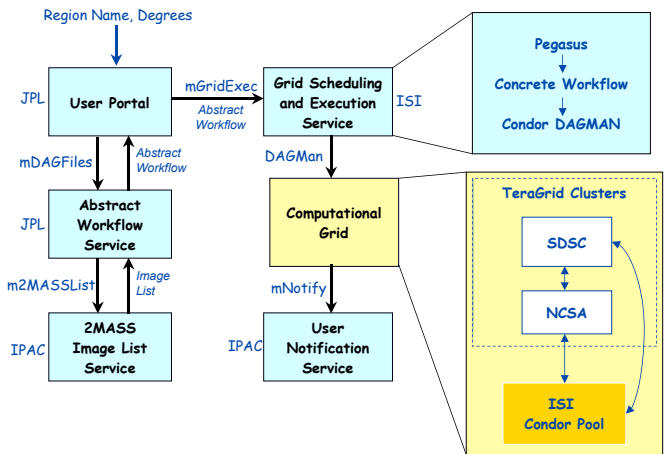 Region Name, Degrees
JPL
User Portal
mGridExec
Abstract
Workflow
Grid Scheduling
and Execution
Service
ISI
Pegasus
Concrete Workflow
Condor DAGMAN
mDAGFiles
Abstract
Workflow
DAGMan
JPL
Abstract
Workflow
Service
Computational
Grid
TeraGrid Clusters
SDSC
NCSA
ISI
Condor Pool
m2MASSList
Image
List
mNotify
IPAC
2MASS
Image List
Service
IPAC
User
Notification
Service